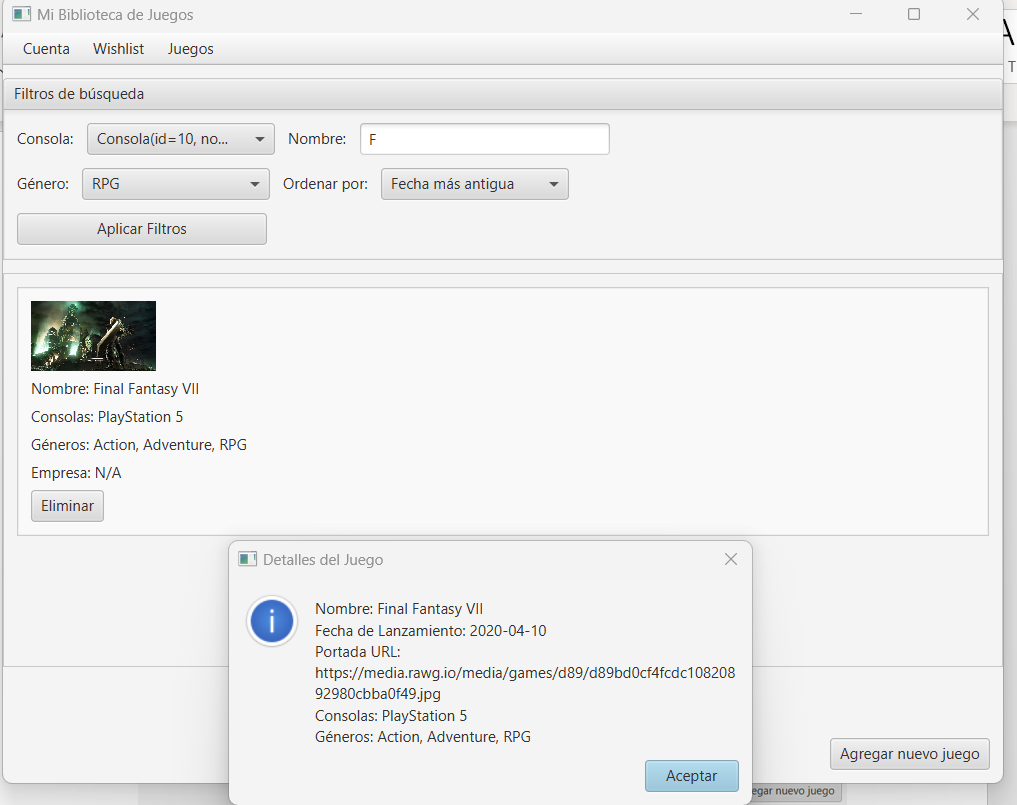 Mi Biblioteca de Juegos
Cuenta Wishlist Juegos
Filtros de búsqueda
Consola: Consola(id=10, no... Nombre: F
Género: RPG Ordenar por: Fecha más antigua
Aplicar Filtros
Nombre: Final Fantasy VII
Consolas: PlayStation 5
Géneros: Action, Adventure, RPG
Empresa: N/A
Eliminar
Detalles del Juego
Nombre: Final Fantasy VII
Fecha de Lanzamiento: 2020-04-10
Portada URL:
https://media.rawg.io/media/games/d89/d89bd0cf4fcdc108208
92980cbba0f49.jpg
Consolas: PlayStation 5
Géneros: Action, Adventure, RPG
Aceptar
Agregar nuevo juego
egar nuevo juego